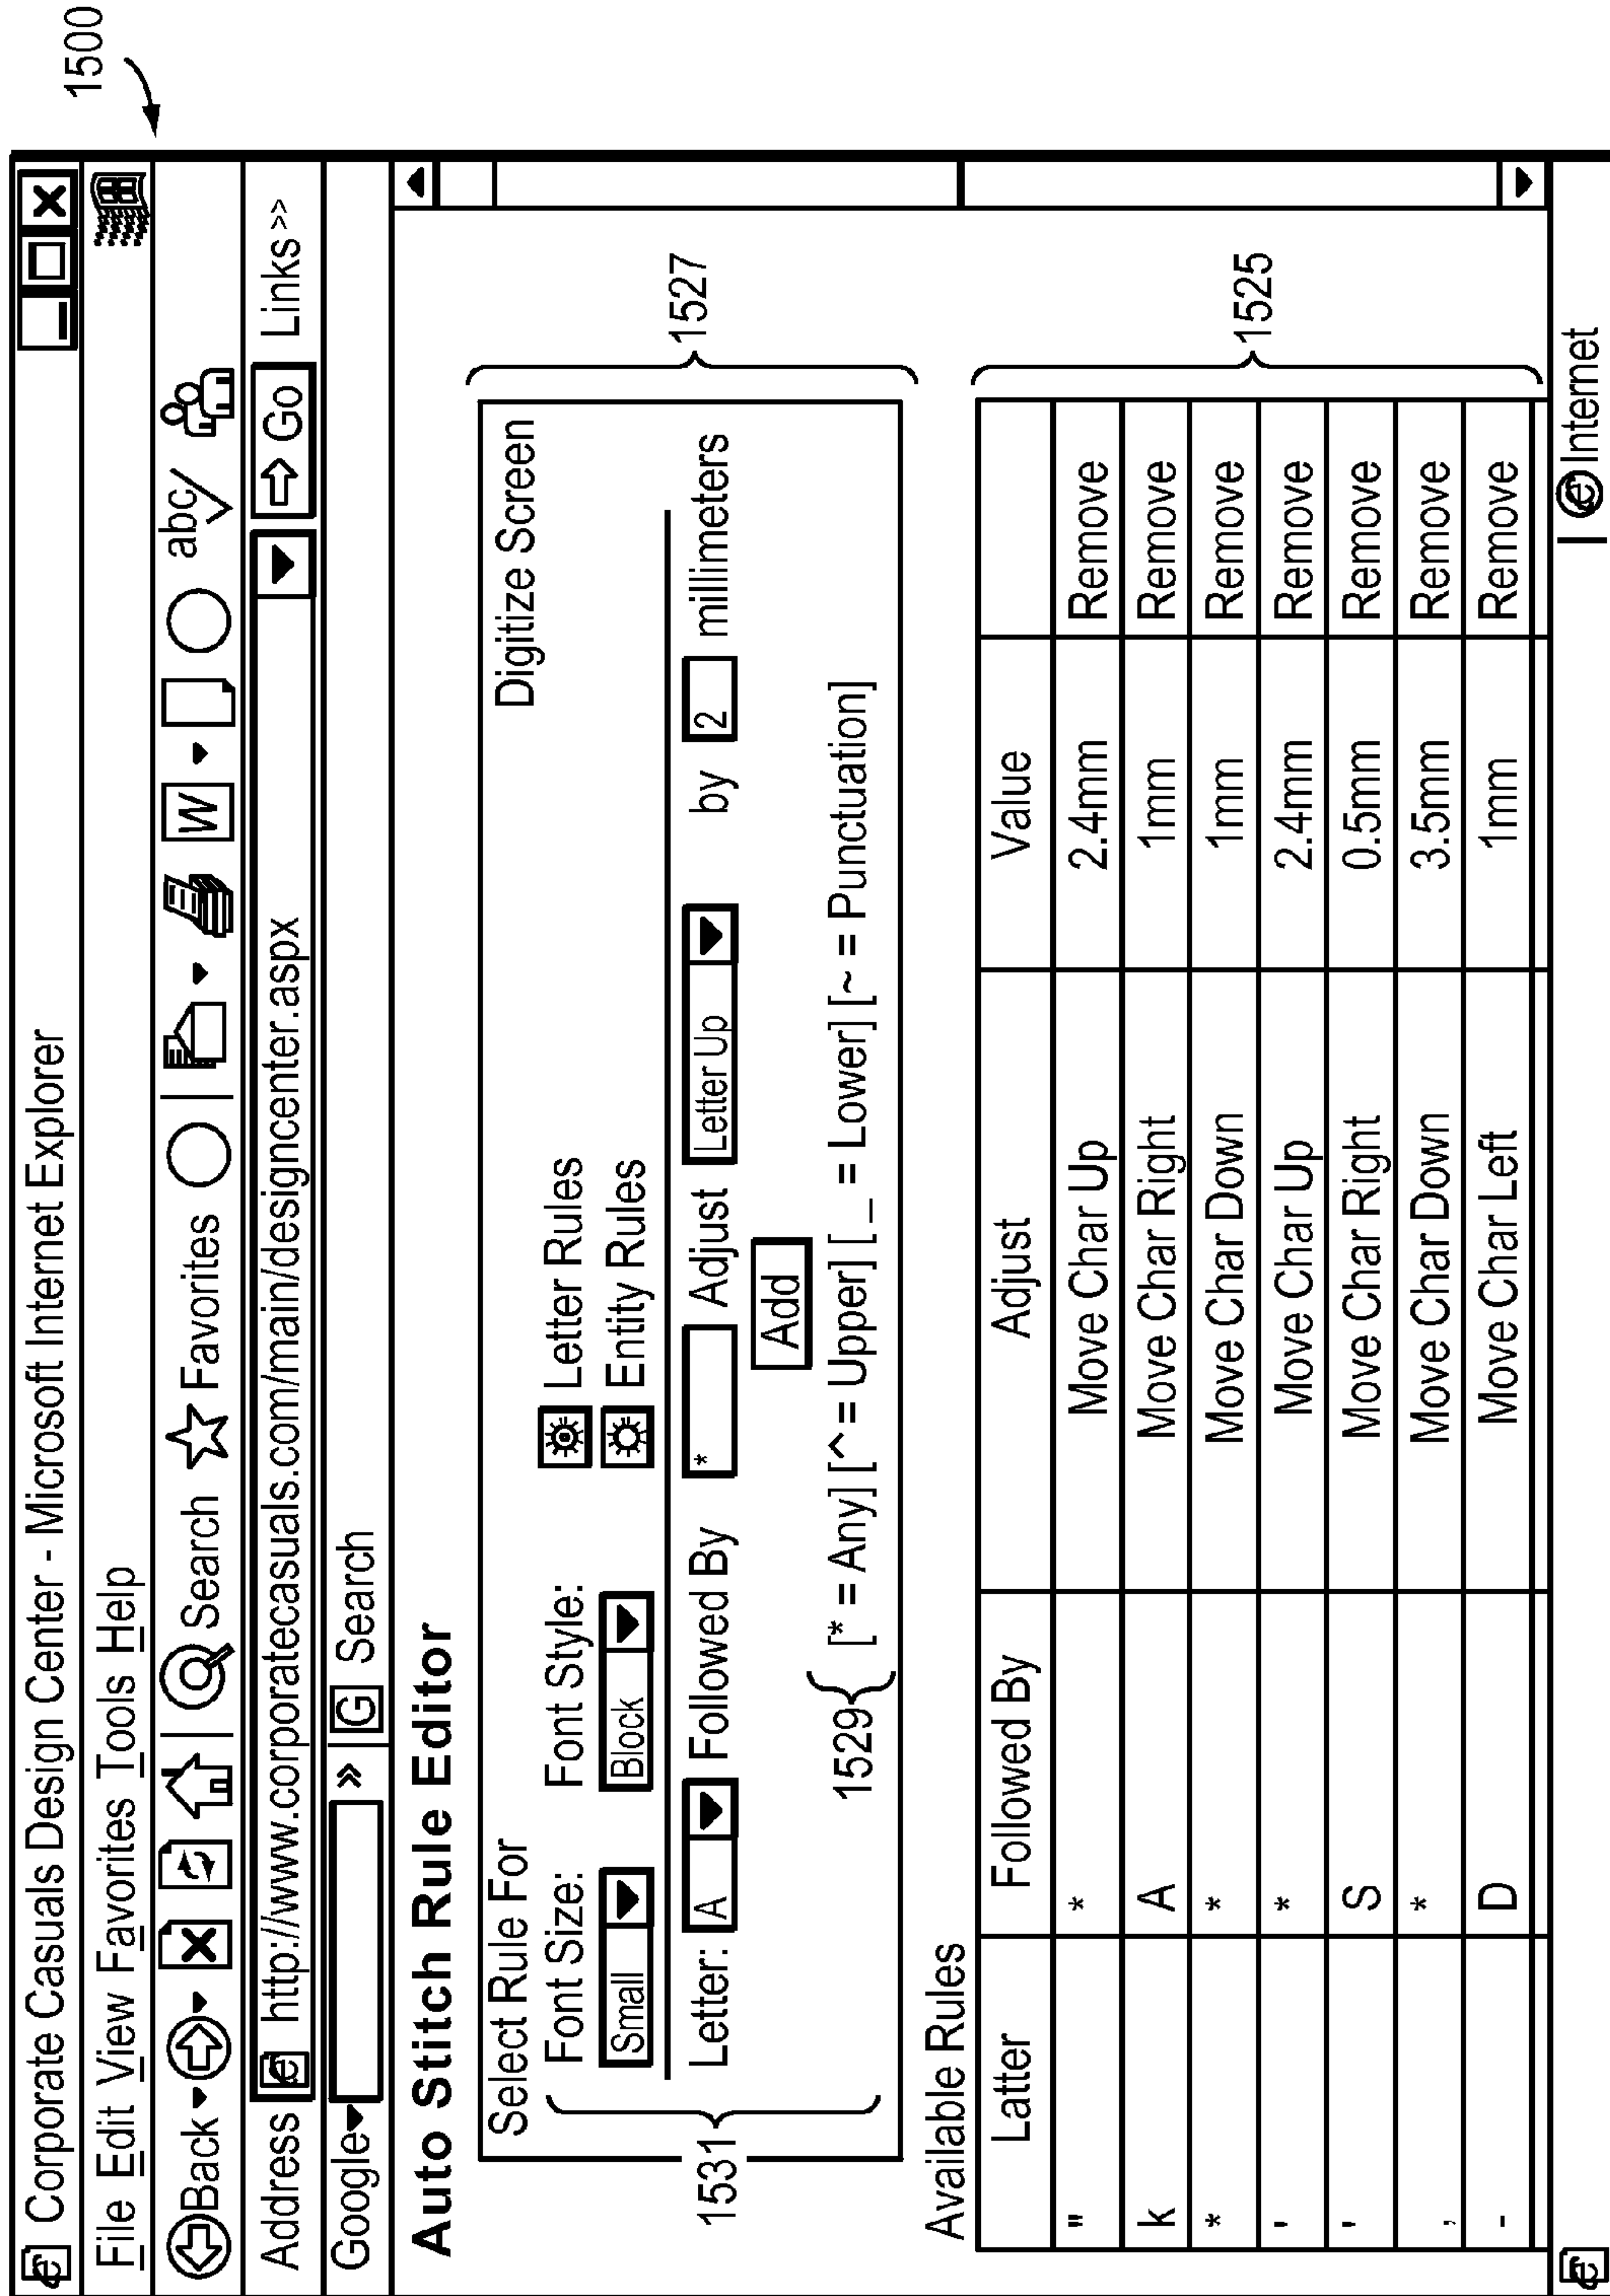 1500
Corporate Casuals Design Center - Microsoft Internet Explorer
File Edit View Favorites Tools Help
Back Search Favorites W abc
Address http://www.corporatecasuals.com/main/designcenter.aspx Go Links >>
Google » G Search
Auto Stitch Rule Editor
Select Rule For Digitize Screen
Font Size: Font Style: Letter Rules
Small Block Entity Rules
Letter: A Followed By * Adjust Letter Up by 2 millimeters
Add
[* = Any] [^ = Upper] [_ = Lower] [~ = Punctuation]
1531
1529
1527
Available Rules
Latter Followed By Adjust Value
" * Move Char Up 2.4mm Remove
k A Move Char Right 1mm Remove
* * Move Char Down 1mm Remove
' * Move Char Up 2.4mm Remove
' S Move Char Right 0.5mm Remove
, * Move Char Down 3.5mm Remove
- D Move Char Left 1mm Remove
1525
Internet